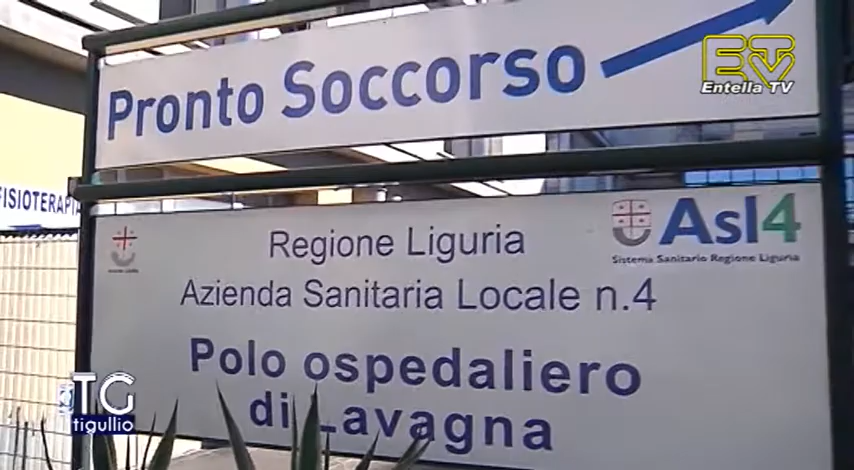 Pronto Soccorso
ETV
Entella TV
FISIOTERAPIA
Asl4
Sistema Sanitario Regione Liguria
Regione Liguria
Azienda Sanitaria Locale n.4
Polo ospedaliero
di Lavagna
TG
tigullio